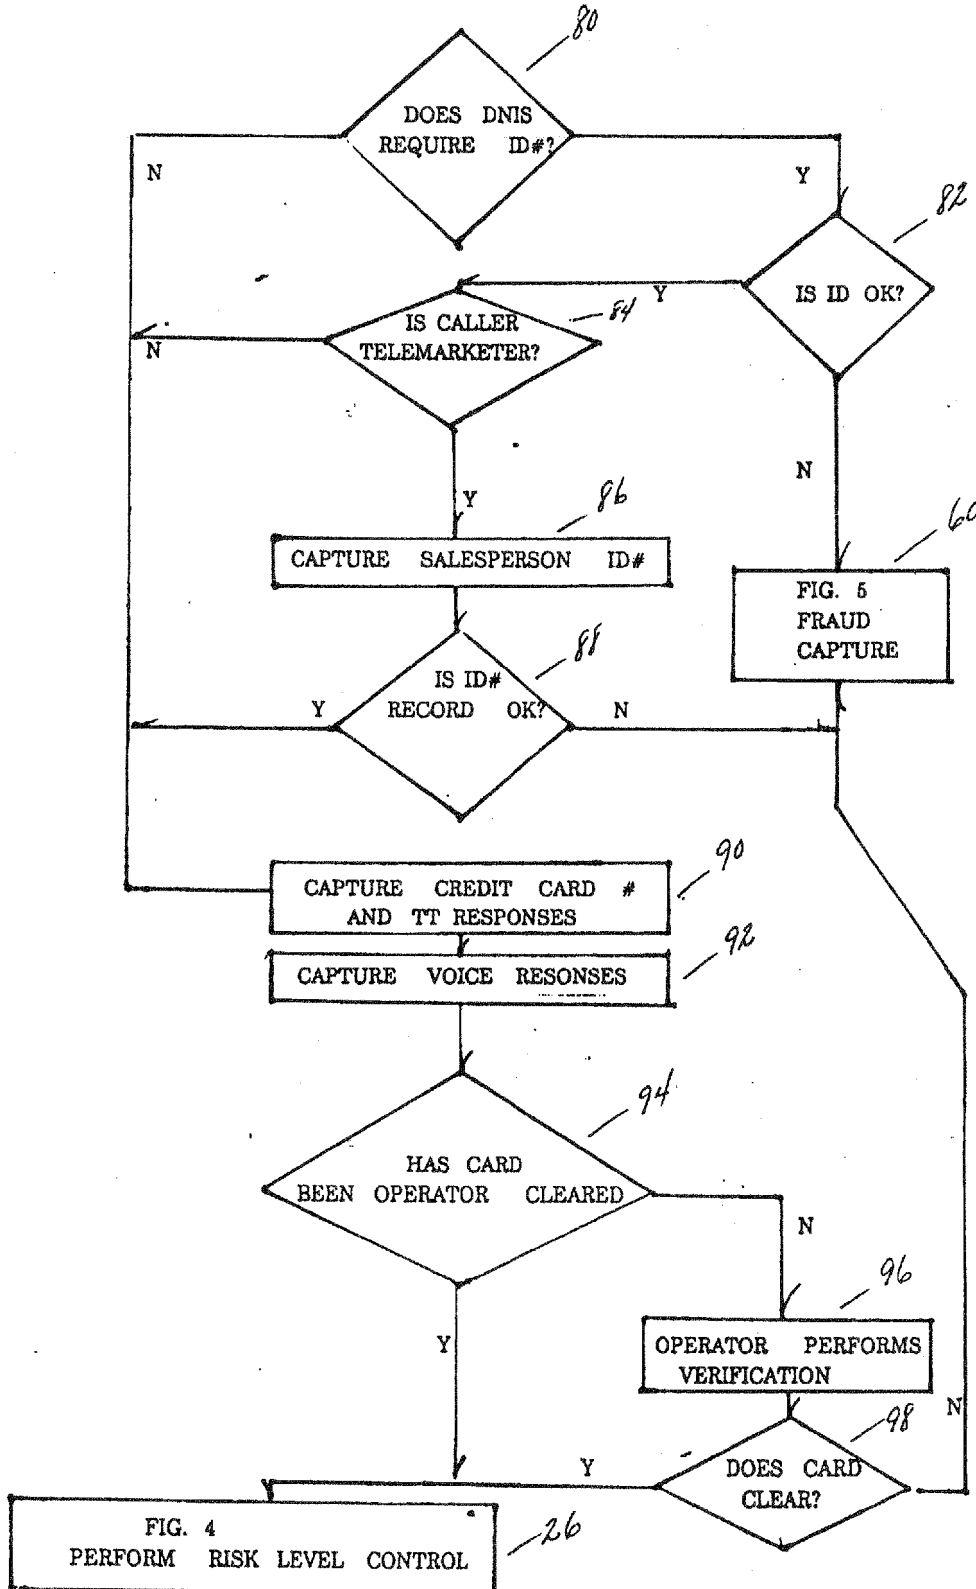 80
DOES DNIS
REQUIRE ID#?
N
Y
82
IS ID OK?
Y
84
IS CALLER
TELEMARKETER?
N
N
Y
86
CAPTURE SALESPERSON ID#
60
FIG. 5
FRAUD
CAPTURE
88
IS ID#
RECORD OK?
Y
N
90
CAPTURE CREDIT CARD #
AND TT RESPONSES
92
CAPTURE VOICE RESONSES
94
HAS CARD
BEEN OPERATOR CLEARED
N
96
Y
OPERATOR PERFORMS
VERIFICATION
N
98
Y
DOES CARD
CLEAR?
FIG. 4
PERFORM RISK LEVEL CONTROL
26